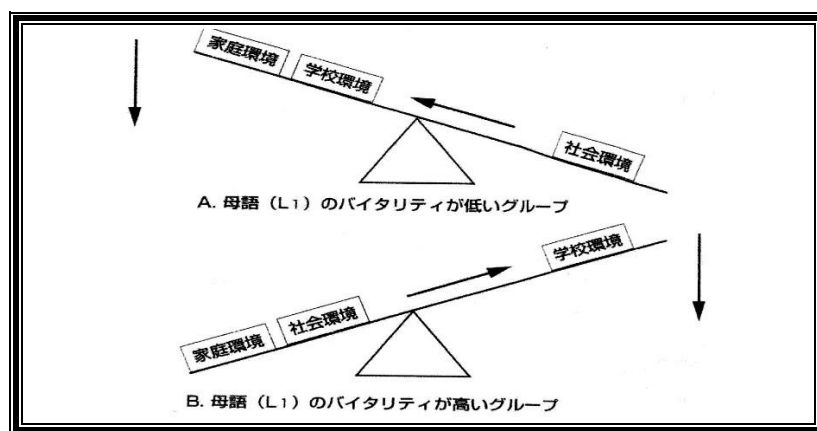 家庭環境
学校環境
社会環境
A. 母語（L1）のバイタリティが低いグループ
学校環境
社会環境
家庭環境
B. 母語（L1）のバイタリティが高いグループ